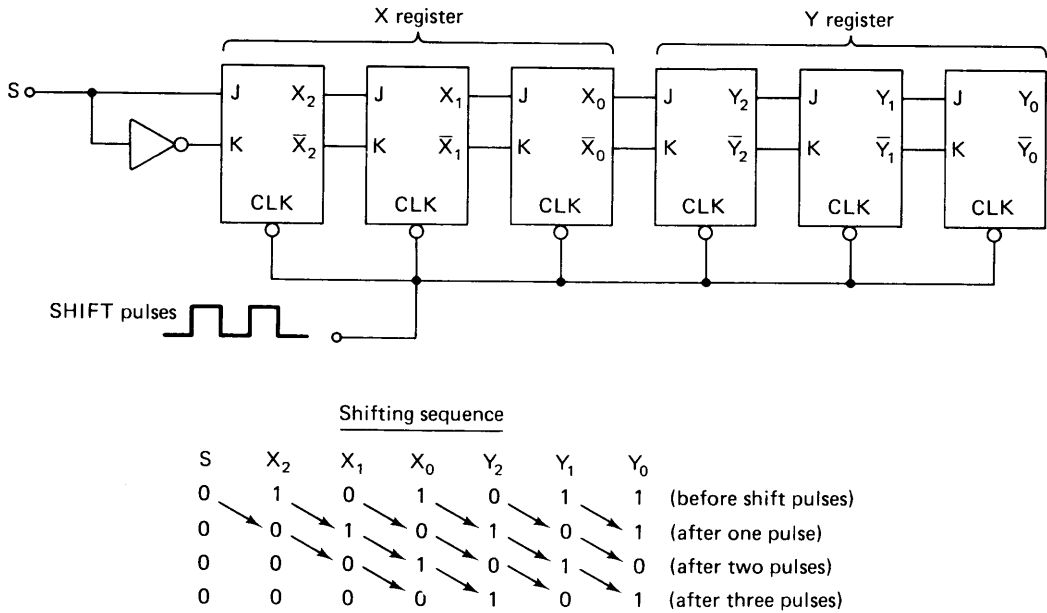 X register Y register
S J X₂ J X₁ J X₀ J Y₂ J Y₁ J Y₀
K X̅₂ K X̅₁ K X̅₀ K Y̅₂ K Y̅₁ K Y̅₀
CLK CLK CLK CLK CLK CLK
SHIFT pulses
Shifting sequence
S X₂ X₁ X₀ Y₂ Y₁ Y₀
0 1 0 1 0 1 1 (before shift pulses)
0 0 1 0 1 0 1 (after one pulse)
0 0 0 1 0 1 0 (after two pulses)
0 0 0 0 1 0 1 (after three pulses)